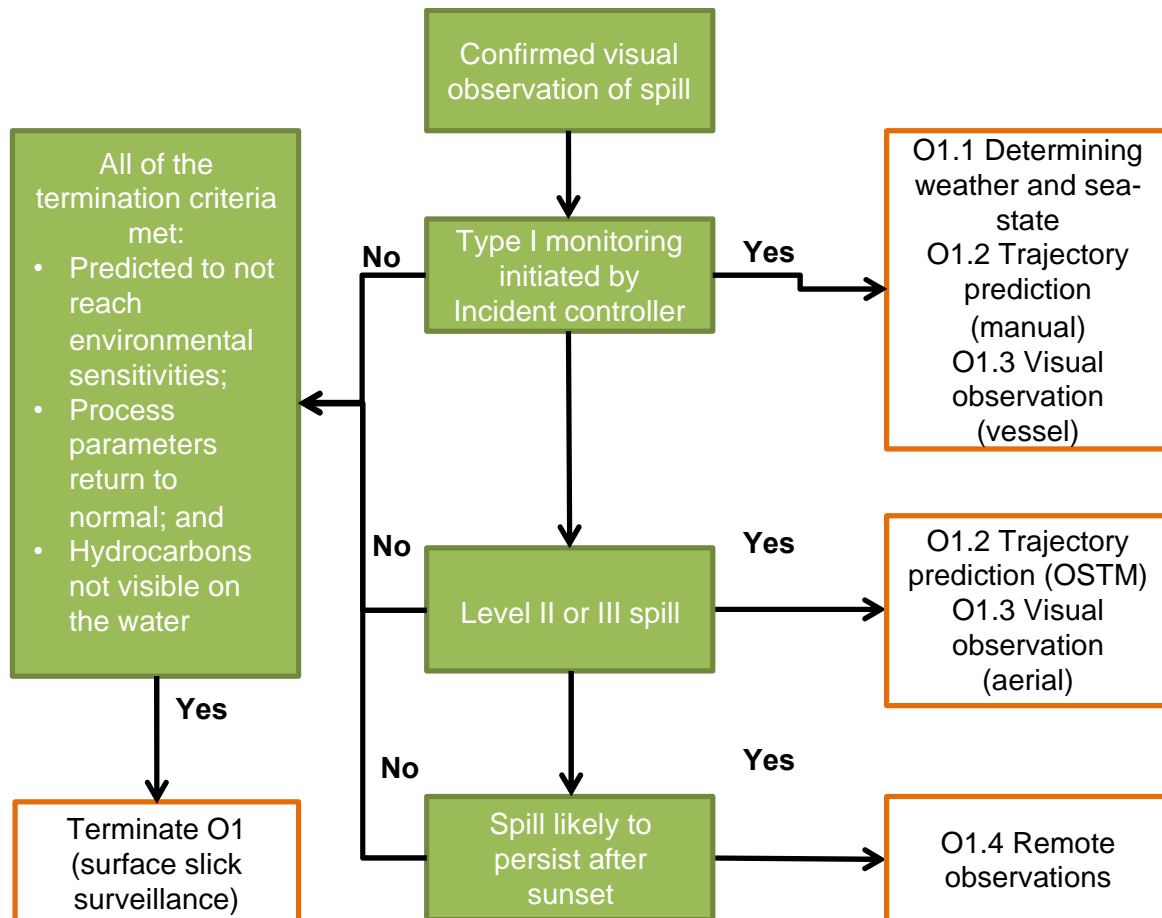 Confirmed visual
observation of spill
All of the
termination criteria
met:
• Predicted to not
reach
environmental
sensitivities;
• Process
parameters
return to
normal; and
• Hydrocarbons
not visible on
the water
No
Type I monitoring
initiated by
Incident controller
Yes
O1.1 Determining
weather and sea-
state
O1.2 Trajectory
prediction
(manual)
O1.3 Visual
observation
(vessel)
No
Level II or III spill
Yes
O1.2 Trajectory
prediction (OSTM)
O1.3 Visual
observation
(aerial)
Yes
No
Yes
Terminate O1
(surface slick
surveillance)
Spill likely to
persist after
sunset
O1.4 Remote
observations